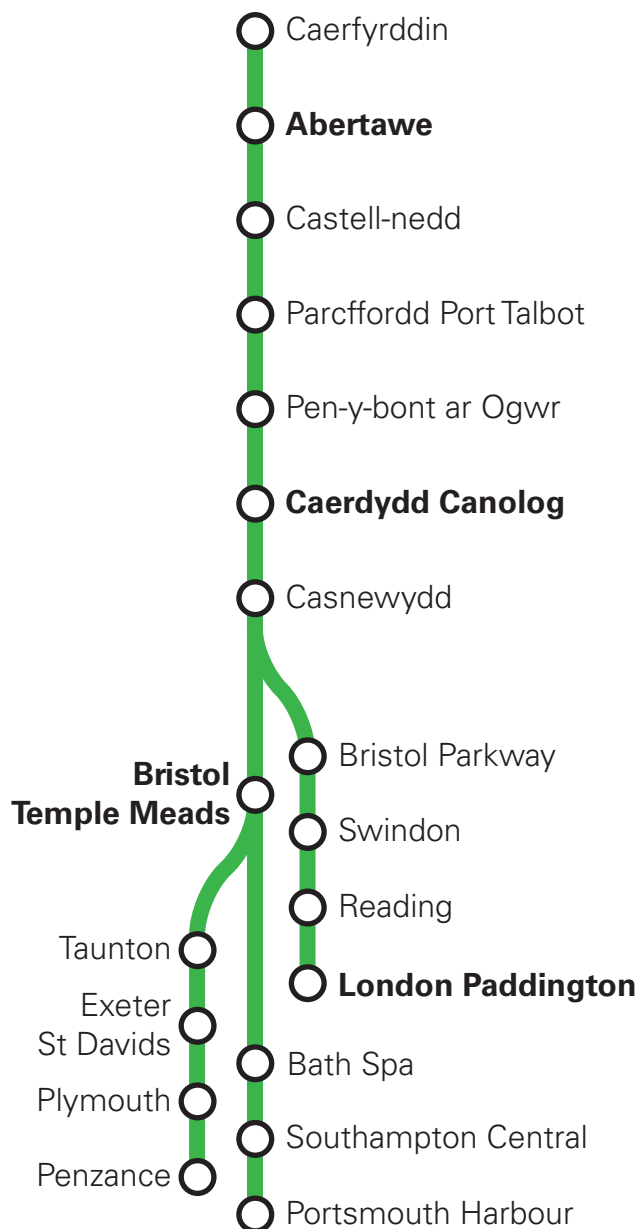 Caerfyrddin
Abertawe
Castell-nedd
Parcffordd Port Talbot
Pen-y-bont ar Ogwr
Caerdydd Canolog
Casnewydd
Bristol Parkway
Bristol
Temple Meads
Swindon
Reading
London Paddington
Taunton
Exeter
St Davids
Plymouth
Penzance
Bath Spa
Southampton Central
Portsmouth Harbour